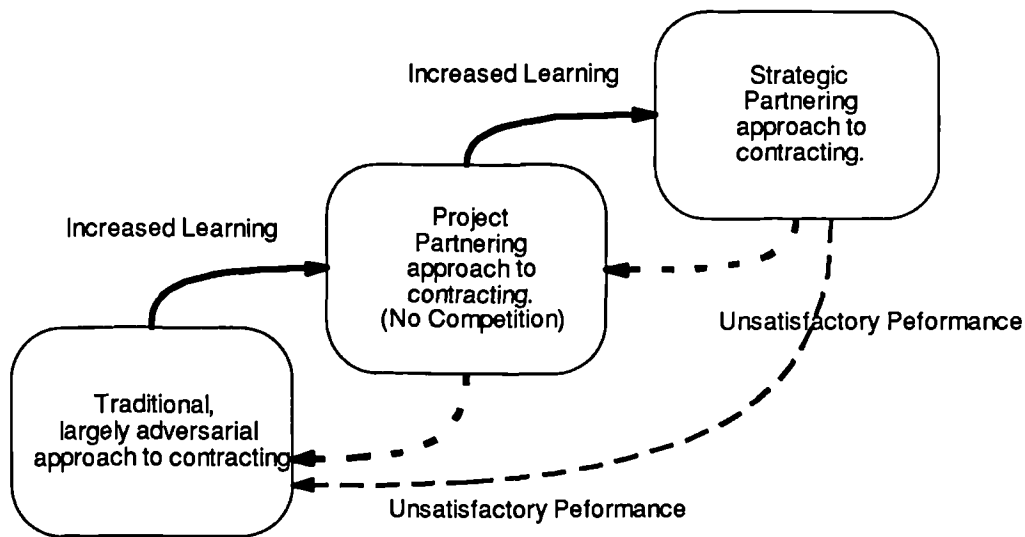 Increased Learning
Strategic
Partnering
approach to
contracting.
Increased Learning
Project
Partnering
approach to
contracting.
(No Competition)
Unsatisfactory Peformance
Traditional,
largely adversarial
approach to contracting
Unsatisfactory Peformance